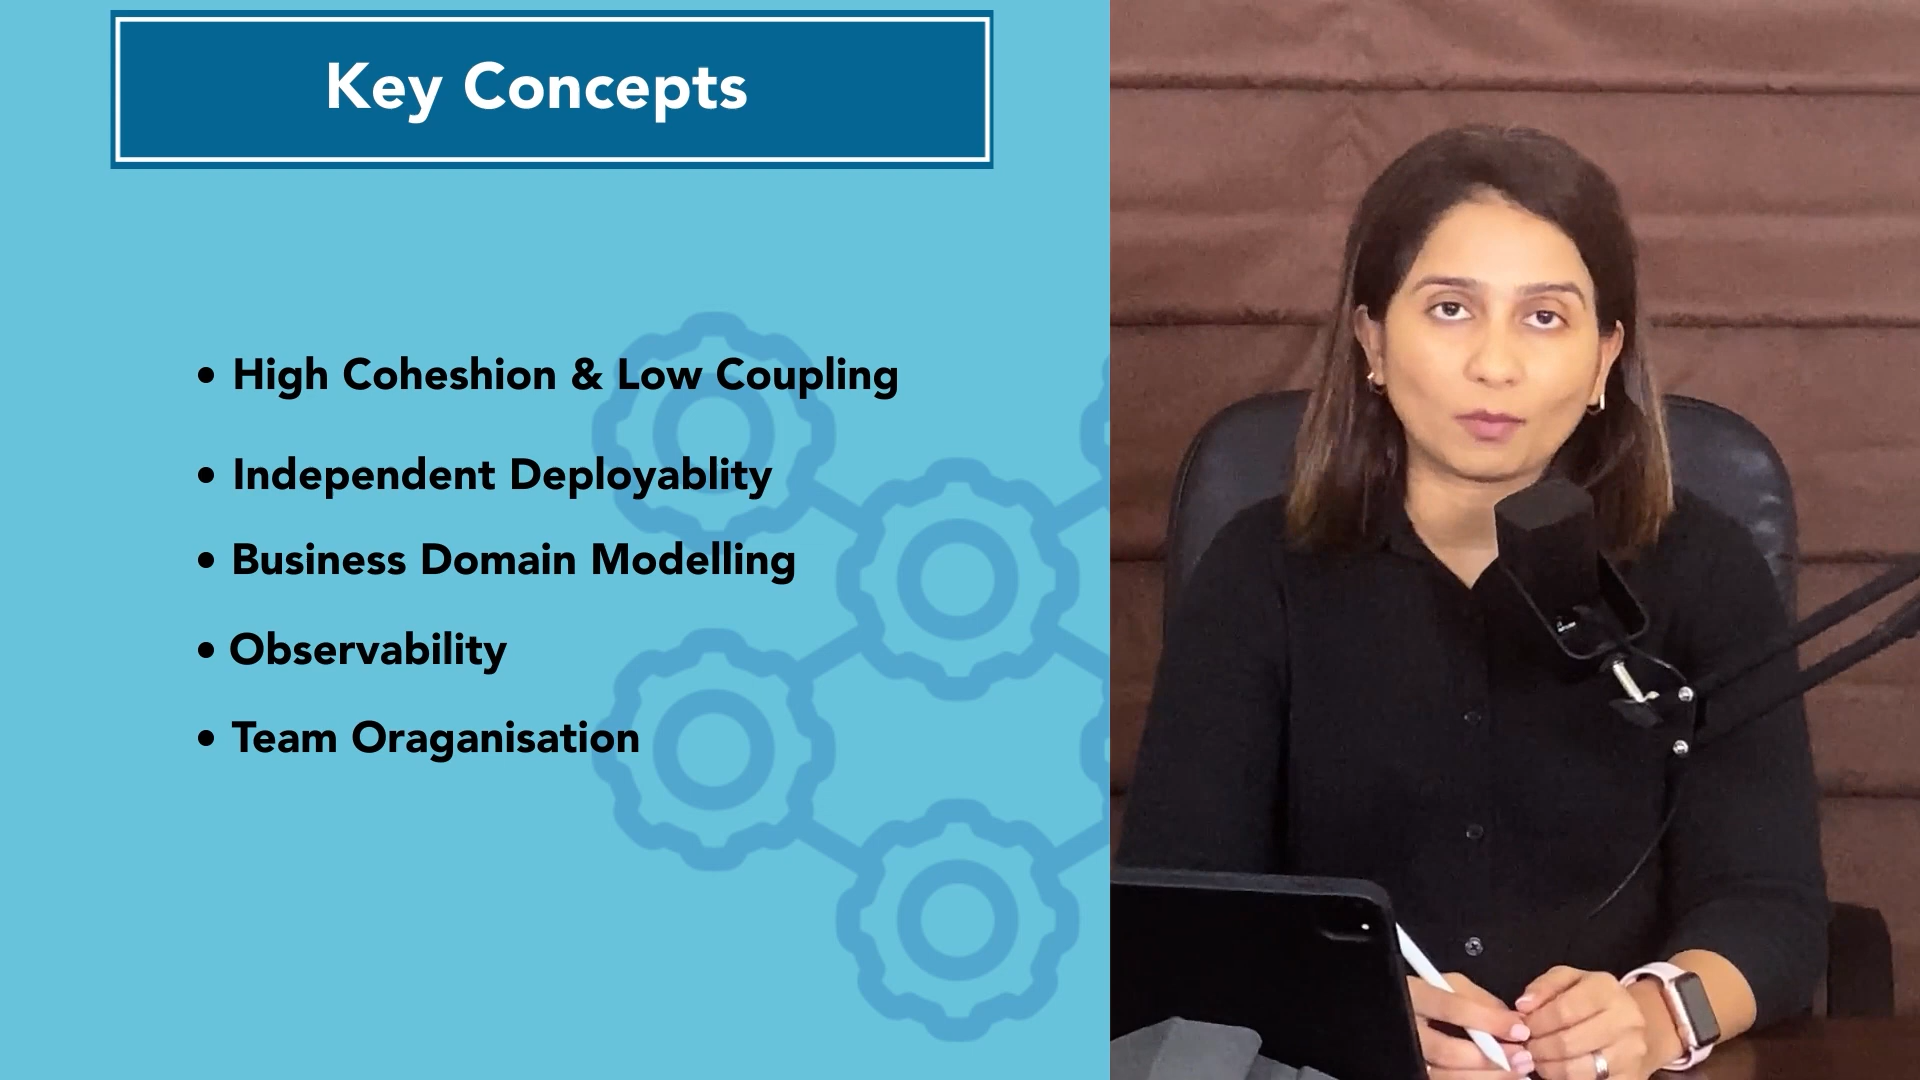 Key Concepts
• High Coheshion & Low Coupling
• Independent Deployablity
• Business Domain Modelling
• Observability
• Team Oraganisation